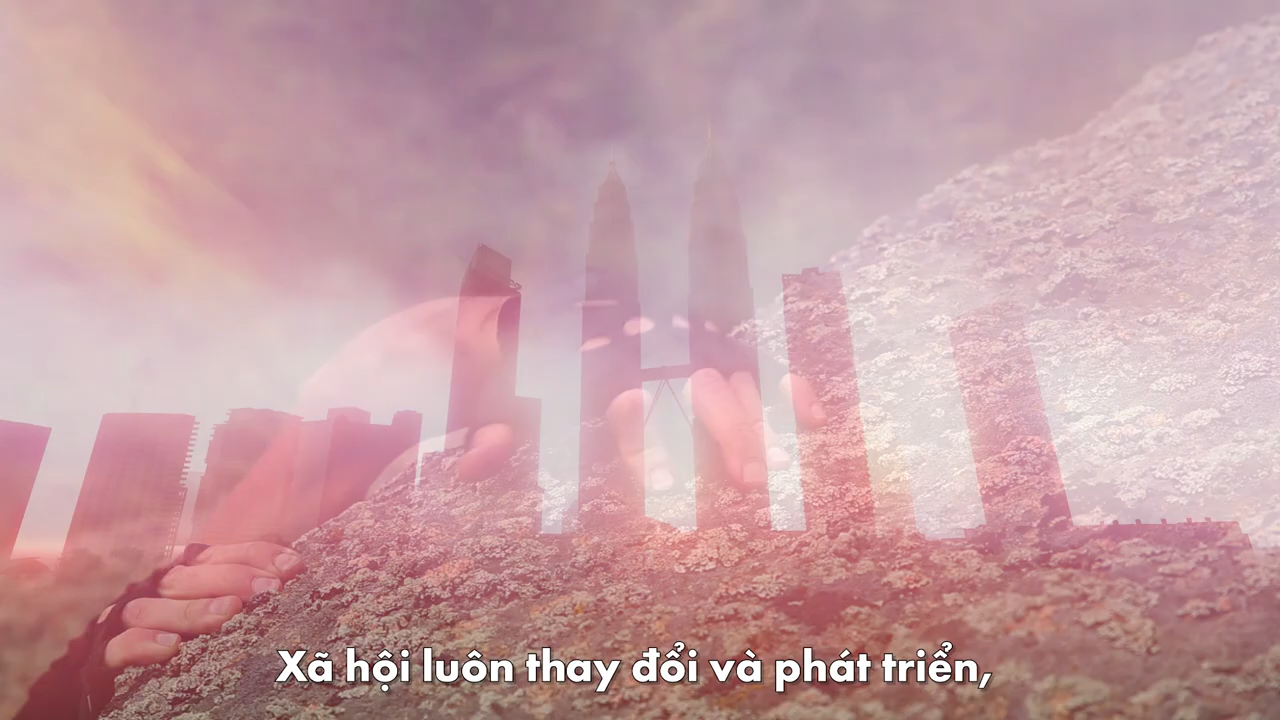 Xã hội luôn thay đổi và phát triển,